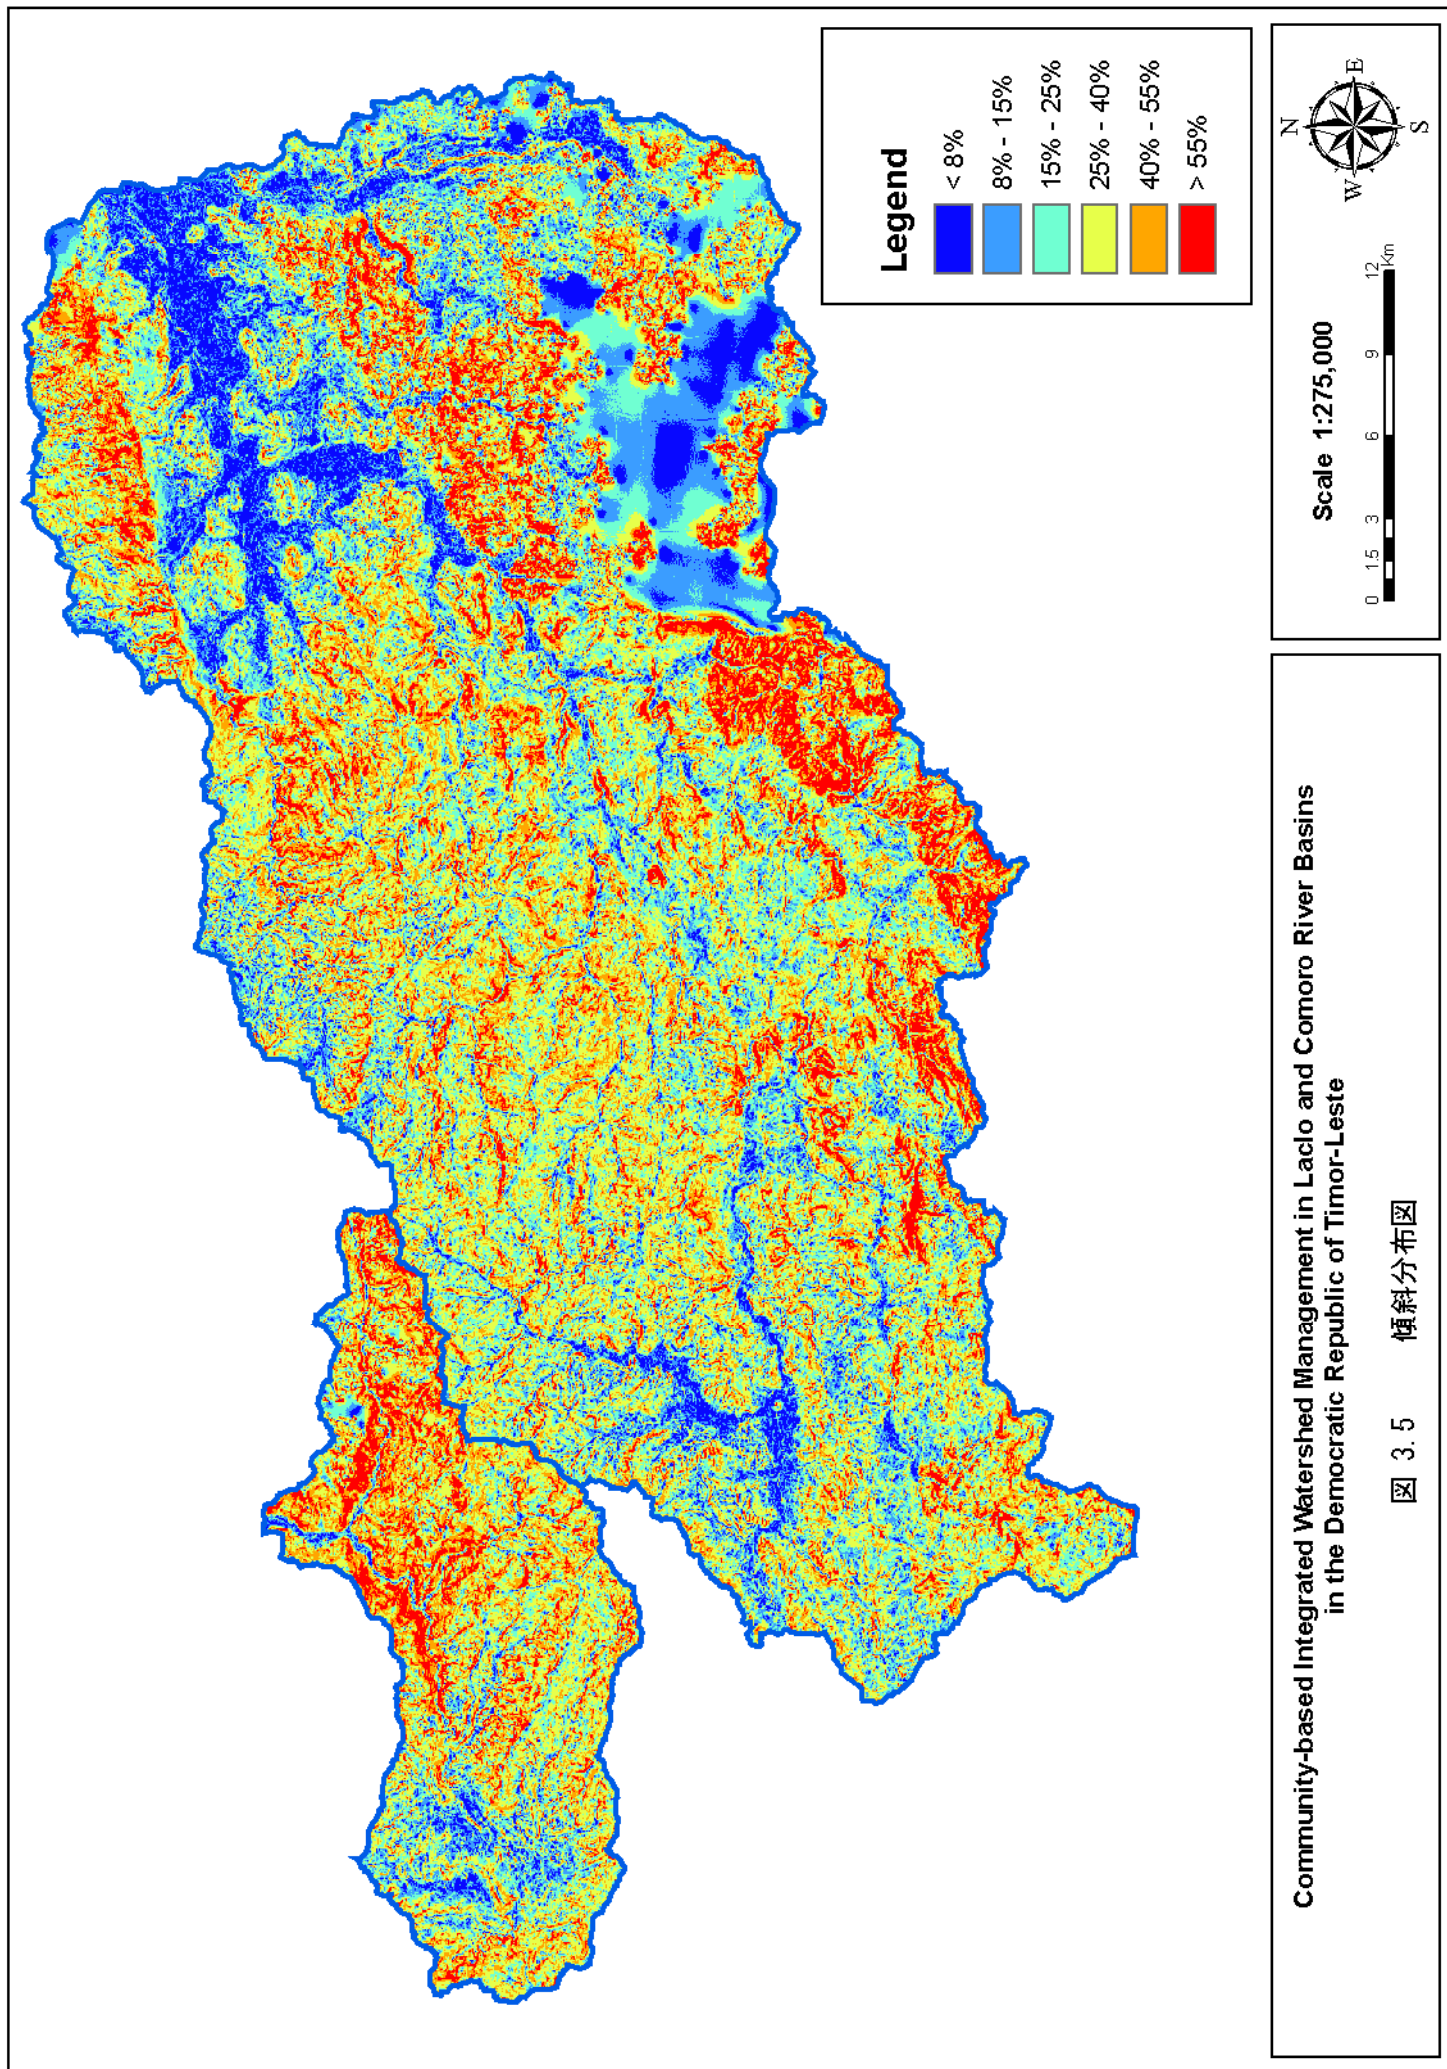 Legend
< 8%
8% - 15%
15% - 25%
25% - 40%
40% - 55%
> 55%
N
W
E
S
Scale 1:275,000
0 1.5 3 6 9 12
Km
Community-based Integrated Watershed Management in Laclo and Comoro River Basins
in the Democratic Republic of Timor-Leste
図 3.5 傾斜分布図